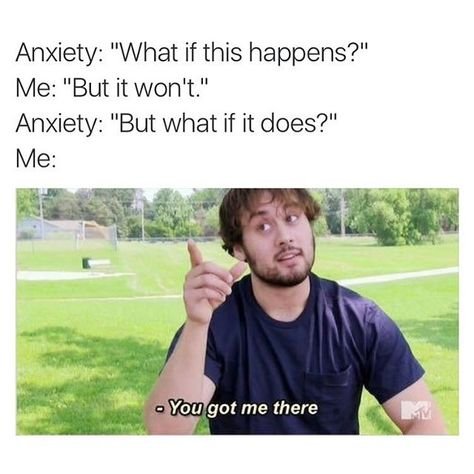 Anxiety: "What if this happens?"
Me: "But it won't."
Anxiety: "But what if it does?"
Me:
- You got me there
MTV